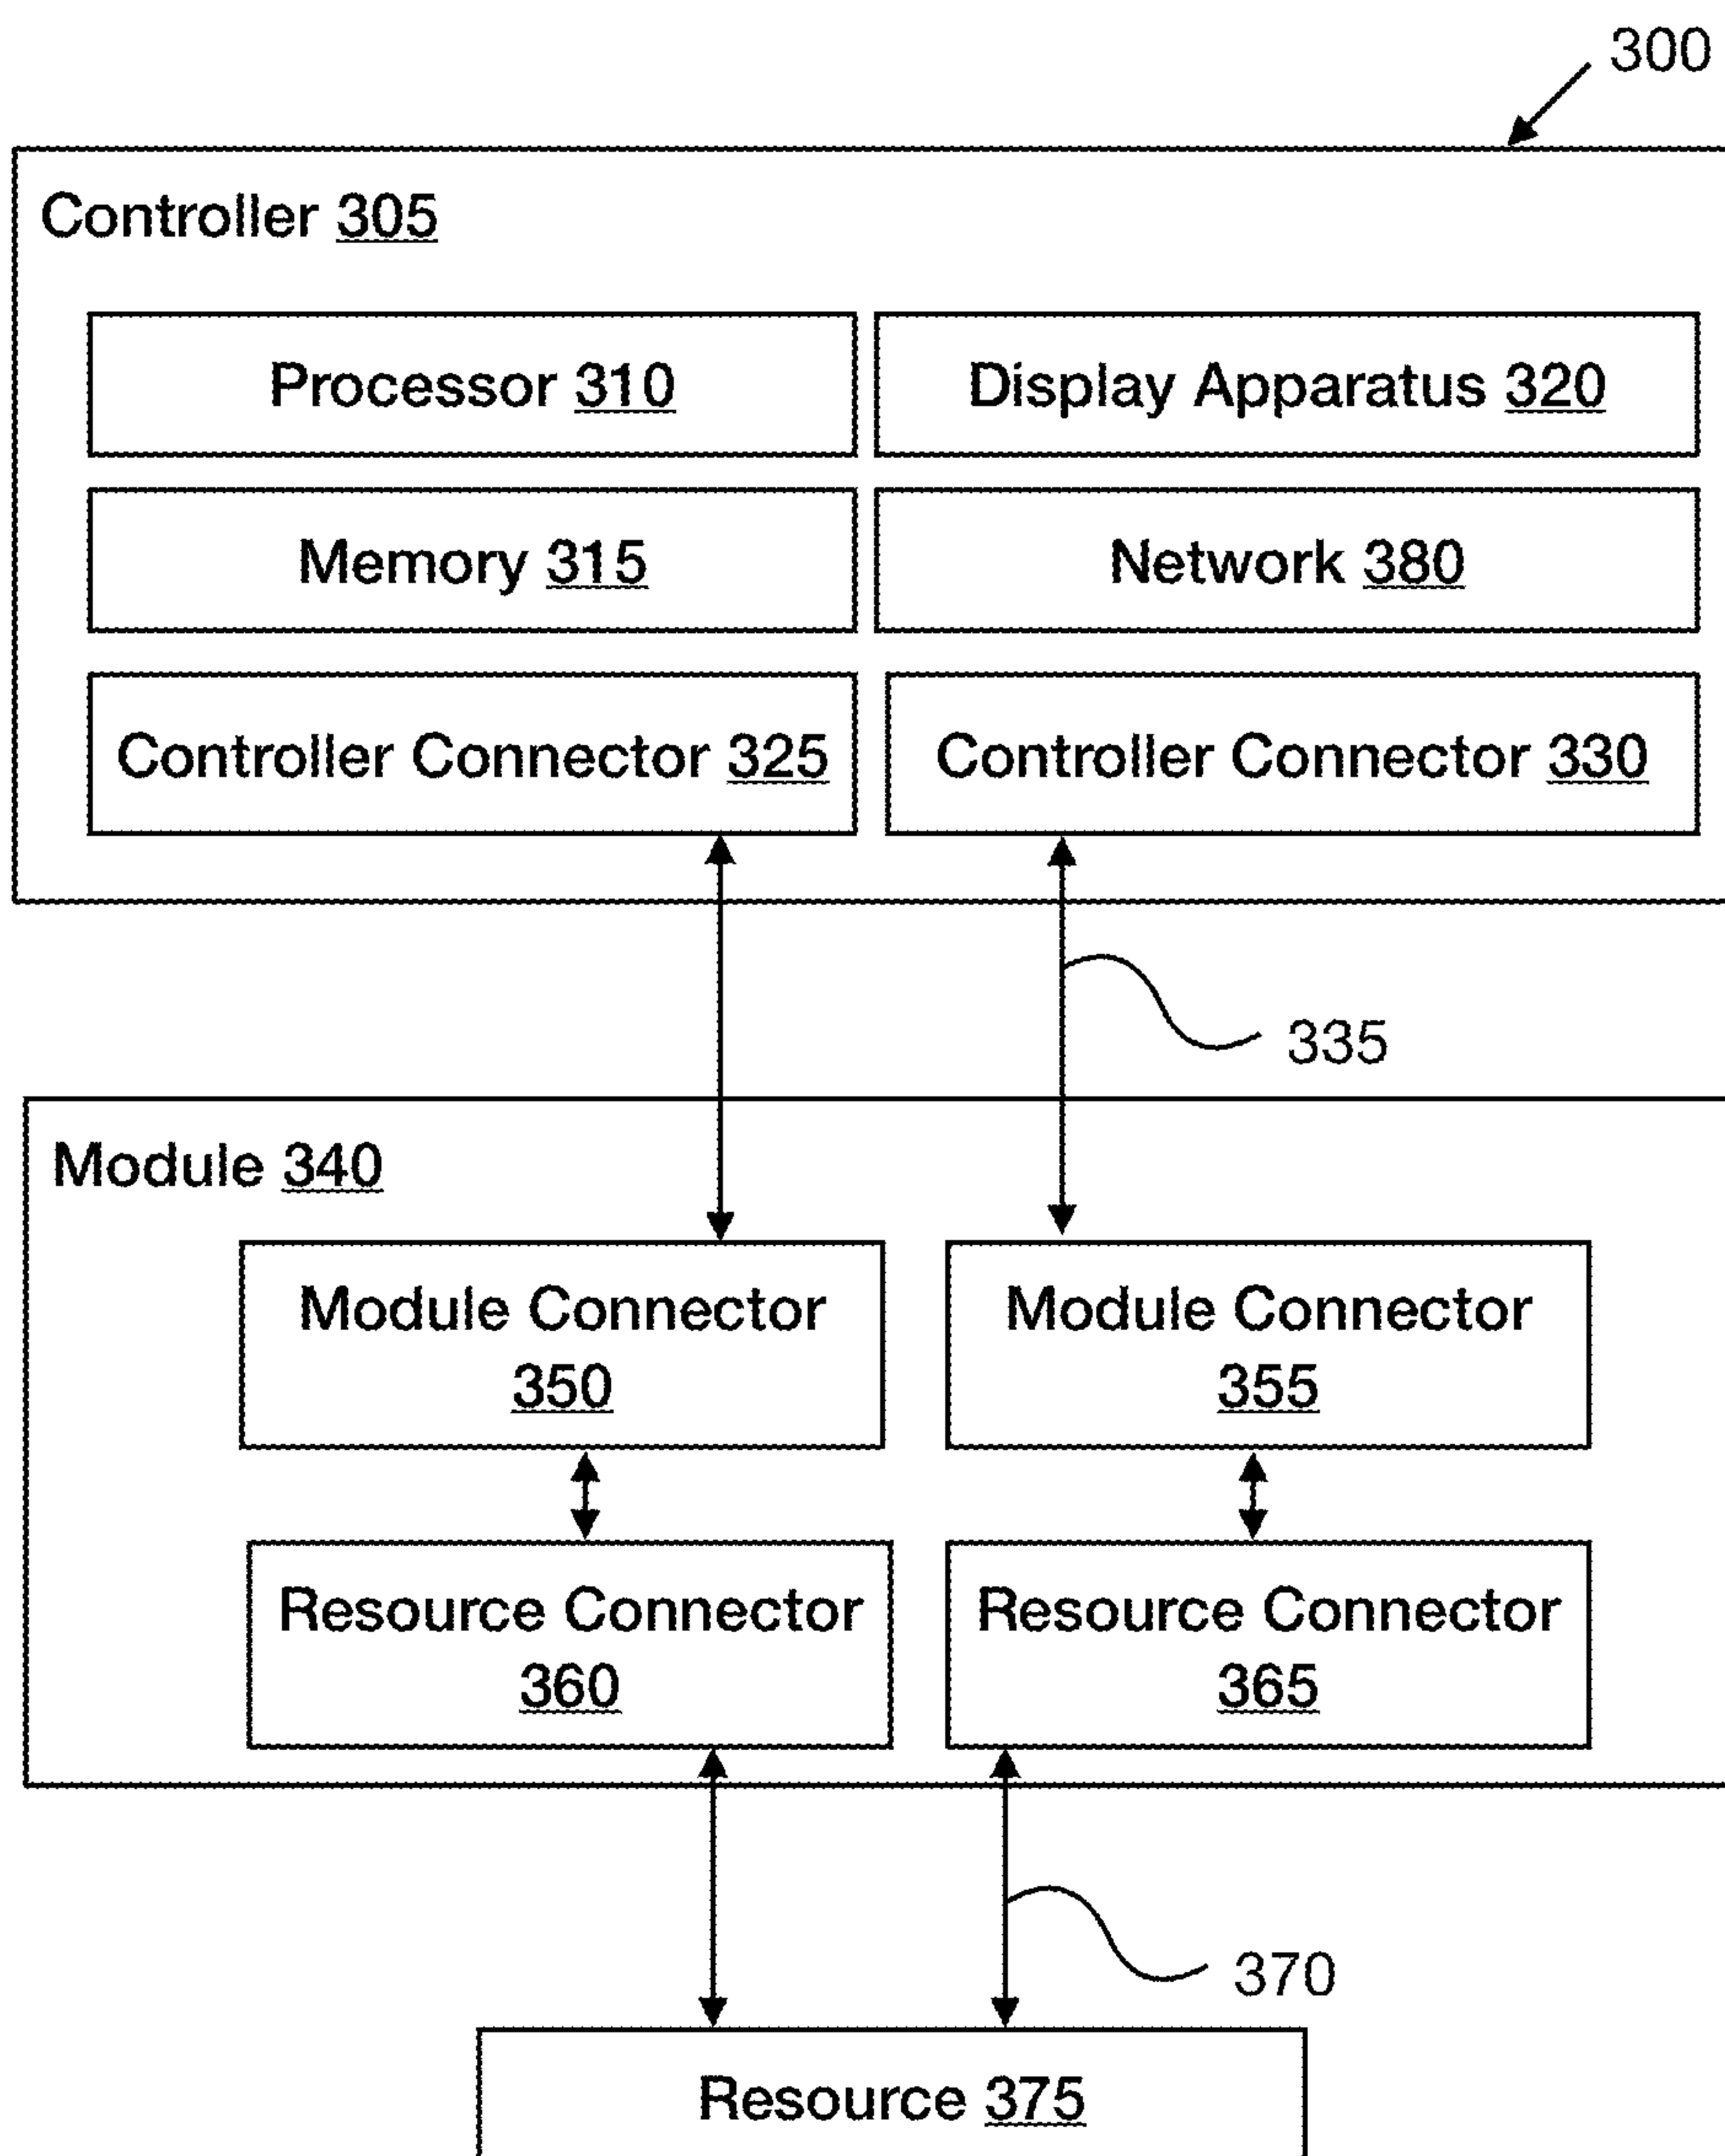 300
Controller 305
Processor 310
Display Apparatus 320
Memory 315
Network 380
Controller Connector 325
Controller Connector 330
335
Module 340
Module Connector
350
Module Connector
355
Resource Connector
360
Resource Connector
365
370
Resource 375